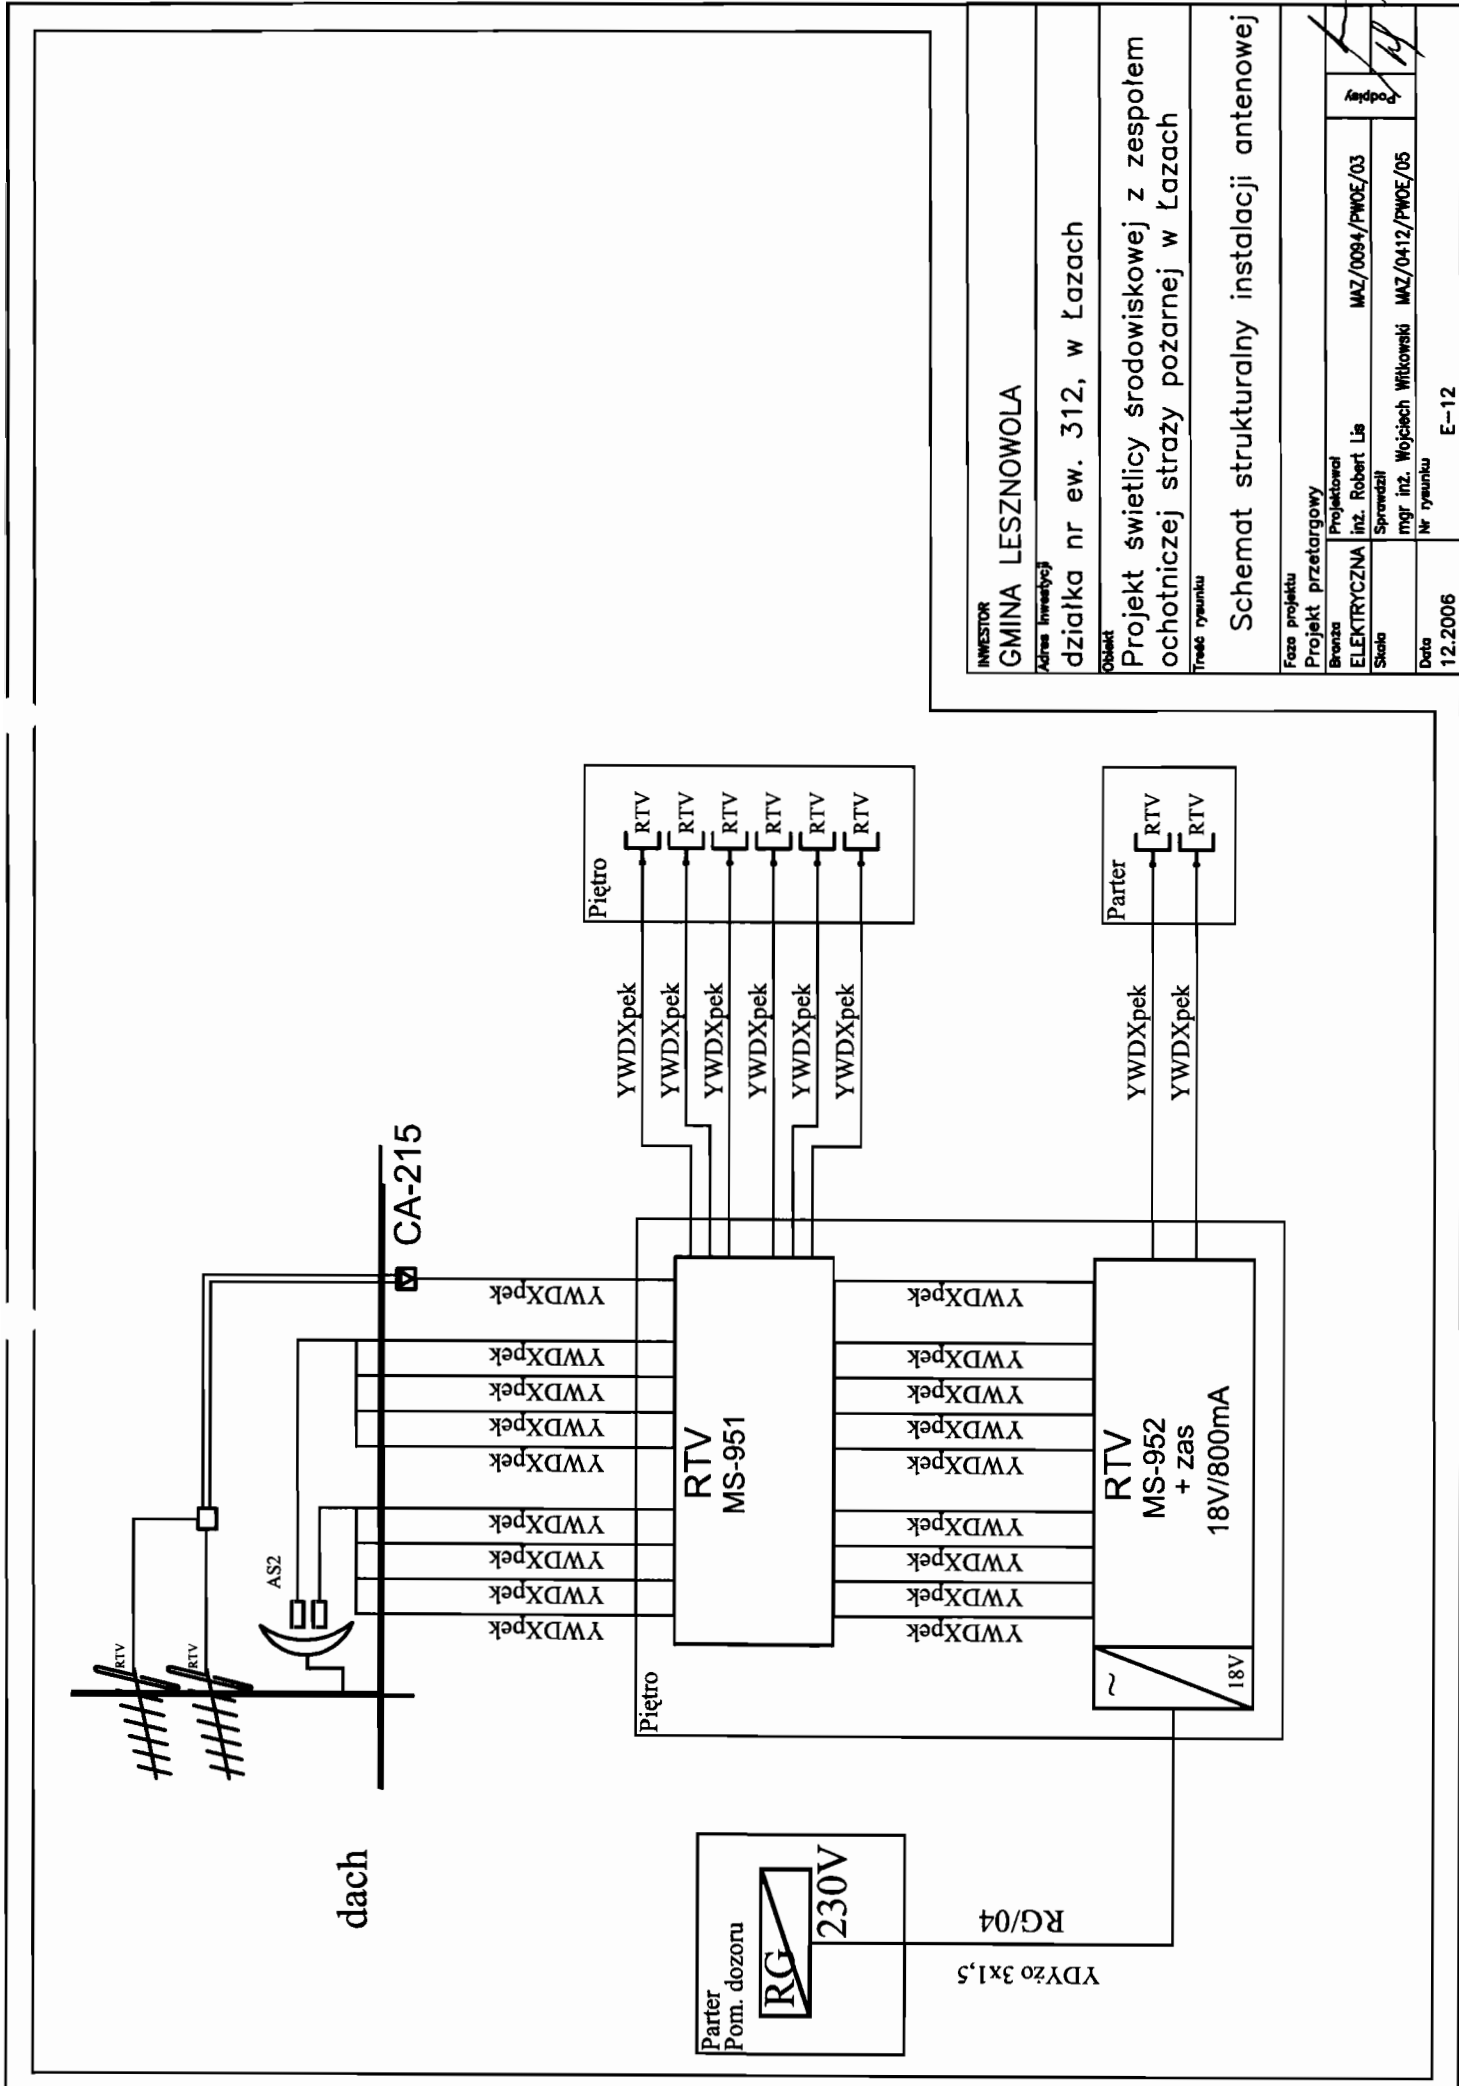 dach
RTV
RTV
AS2
CA-215
YWDXpek
YWDXpek
YWDXpek
YWDXpek
YWDXpek
YWDXpek
YWDXpek
YWDXpek
YWDXpek
Piętro
RTV
MS-951
YWDXpek
YWDXpek
YWDXpek
YWDXpek
YWDXpek
YWDXpek
Piętro
RTV
RTV
RTV
RTV
RTV
RTV
YWDXpek
YWDXpek
YWDXpek
YWDXpek
YWDXpek
YWDXpek
YWDXpek
YWDXpek
YWDXpek
RTV
MS-952
+ zas
18V/800mA
~
18V
YWDXpek
YWDXpek
Parter
RTV
RTV
Parter
Pom. dozoru
RG
230V
RG/04
YDYżo 3x1,5
INWESTOR
GMINA LESZNOWOLA
Adres Inwestycji
działka nr ew. 312, w Łazach
Obiekt
Projekt świetlicy środowiskowej z zespołem
ochotniczej straży pożarnej w Łazach
Treść rysunku
Schemat strukturalny instalacji antenowej
Faza projektu
Projekt przetargowy
Branża
ELEKTRYCZNA
Projektował
inż. Robert Lis MAZ/0094/PWOE/03
Podpisy
Skala
Sprawdził
mgr inż. Wojciech Witkowski MAZ/0412/PWOE/05
Data
12.2006
Nr rysunku
E-12